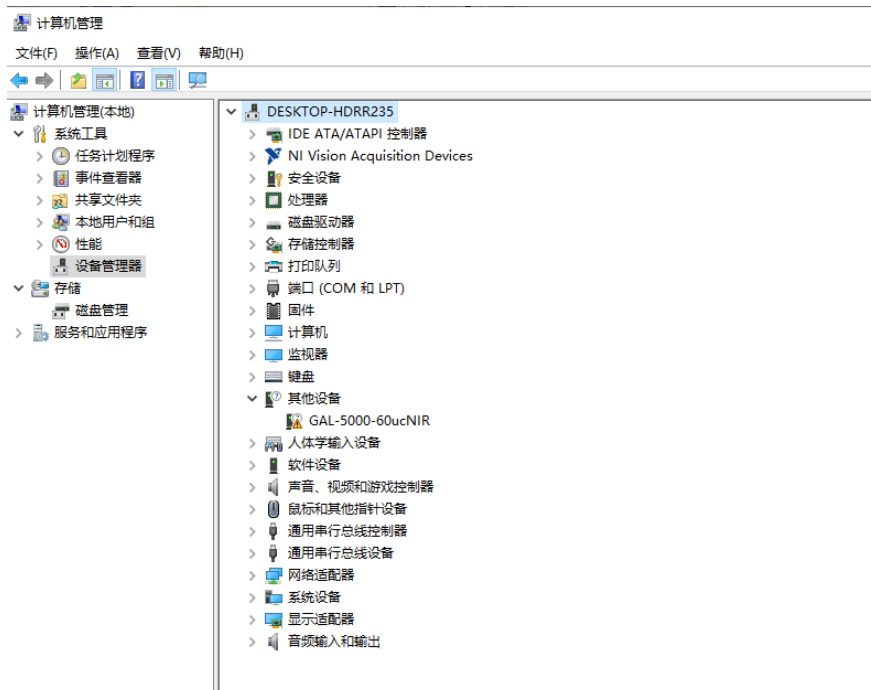 计算机管理
文件(F) 操作(A) 查看(V) 帮助(H)
计算机管理(本地)
系统工具
任务计划程序
事件查看器
共享文件夹
本地用户和组
性能
设备管理器
存储
磁盘管理
服务和应用程序
DESKTOP-HDRR235
IDE ATA/ATAPI 控制器
NI Vision Acquisition Devices
安全设备
处理器
磁盘驱动器
存储控制器
打印队列
端口 (COM 和 LPT)
固件
计算机
监视器
键盘
其他设备
GAL-5000-60ucNIR
人体学输入设备
软件设备
声音、视频和游戏控制器
鼠标和其他指针设备
通用串行总线控制器
通用串行总线设备
网络适配器
系统设备
显示适配器
音频输入和输出